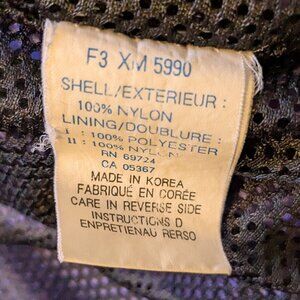 F3 XM 5990
SHELL/EXTERIEUR:
100% NYLON
LINING/DOUBLURE:
I : 100% POLYESTER
II : 100% NYLON
RN 69724
CA 05367
MADE IN KOREA
FABRIQUÉ EN CORÉE
CARE IN REVERSE SIDE
INSTRUCTIONS D
ENPRETIENAU RERSO